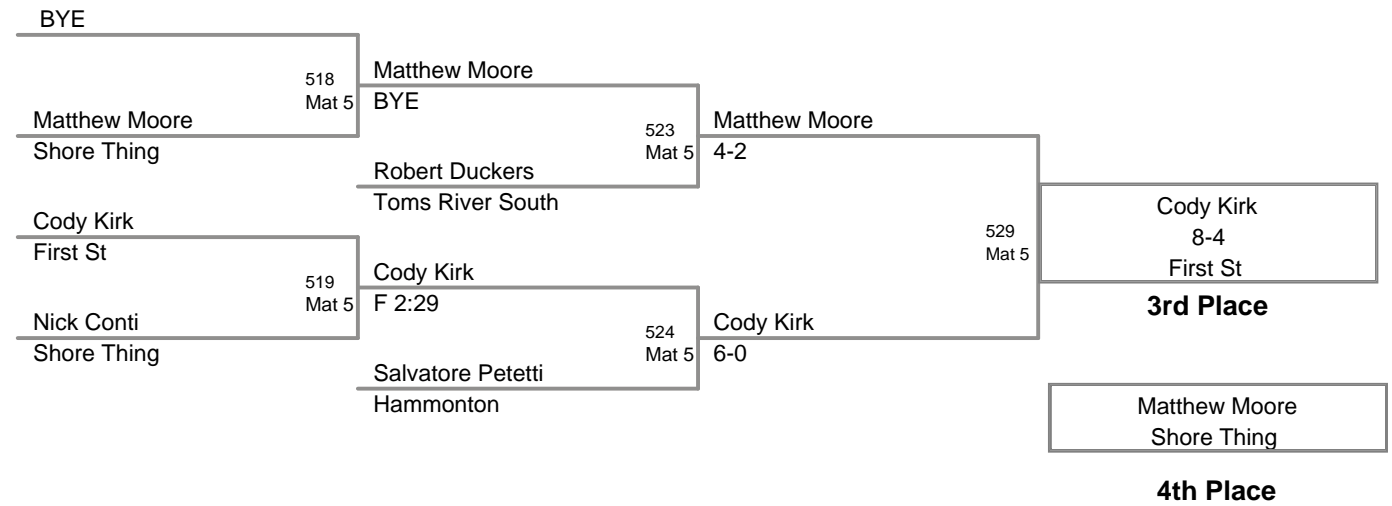 BYE
518
Mat 5
Matthew Moore
Shore Thing
Matthew Moore
BYE
523
Mat 5
Robert Duckers
Toms River South
Matthew Moore
4-2
Cody Kirk
First St
519
Mat 5
Nick Conti
Shore Thing
Cody Kirk
F 2:29
524
Mat 5
Salvatore Petetti
Hammonton
Cody Kirk
6-0
529
Mat 5
Cody Kirk
8-4
First St
3rd Place
Matthew Moore
Shore Thing
4th Place